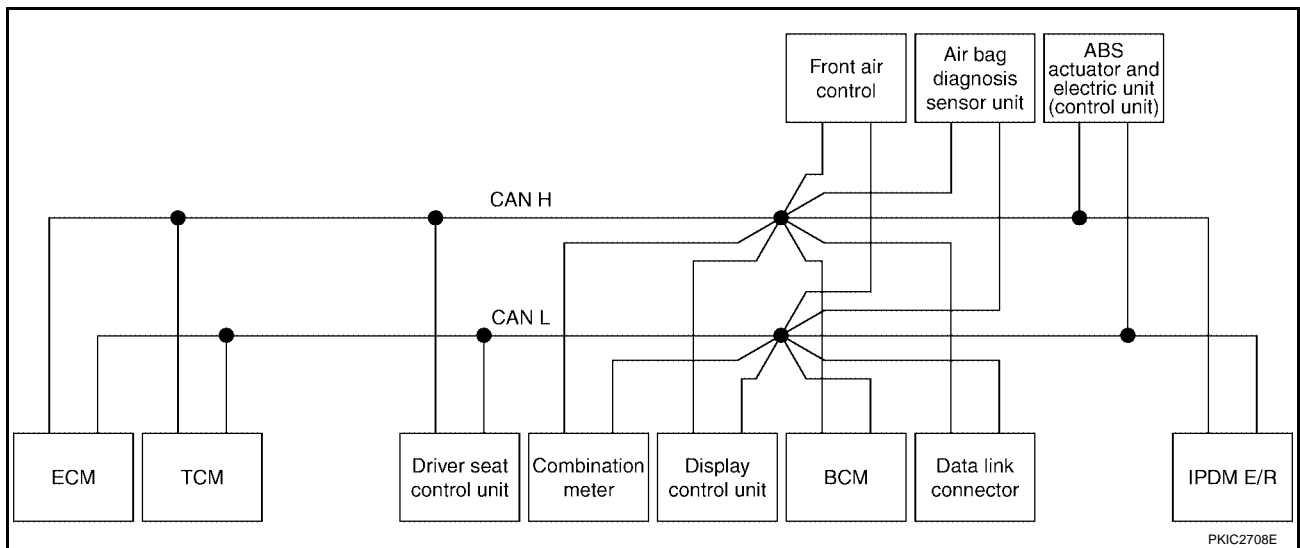 Front air
control
Air bag
diagnosis
sensor unit
ABS
actuator and
electric unit
(control unit)
CAN H
CAN L
ECM
TCM
Driver seat
control unit
Combination
meter
Display
control unit
BCM
Data link
connector
IPDM E/R
PKIC2708E